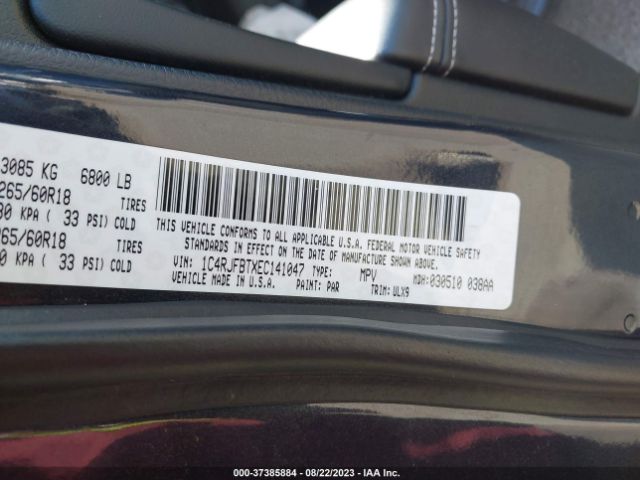 3085 KG 6800 LB
265/60R18 TIRES
30 KPA ( 33 PSI) COLD
65/60R18 TIRES
0 KPA ( 33 PSI) COLD
THIS VEHICLE CONFORMS TO ALL APPLICABLE U.S.A. FEDERAL MOTOR VEHICLE SAFETY
STANDARDS IN EFFECT ON THE DATE OF MANUFACTURE SHOWN ABOVE.
VIN: 1C4RJFBTXEC141047 TYPE: MPV MDH: 030510 038AA
VEHICLE MADE IN U.S.A. PAINT: PAR TRIM: ULX9
000-37385884 | 08/22/2023 | IAA Inc.